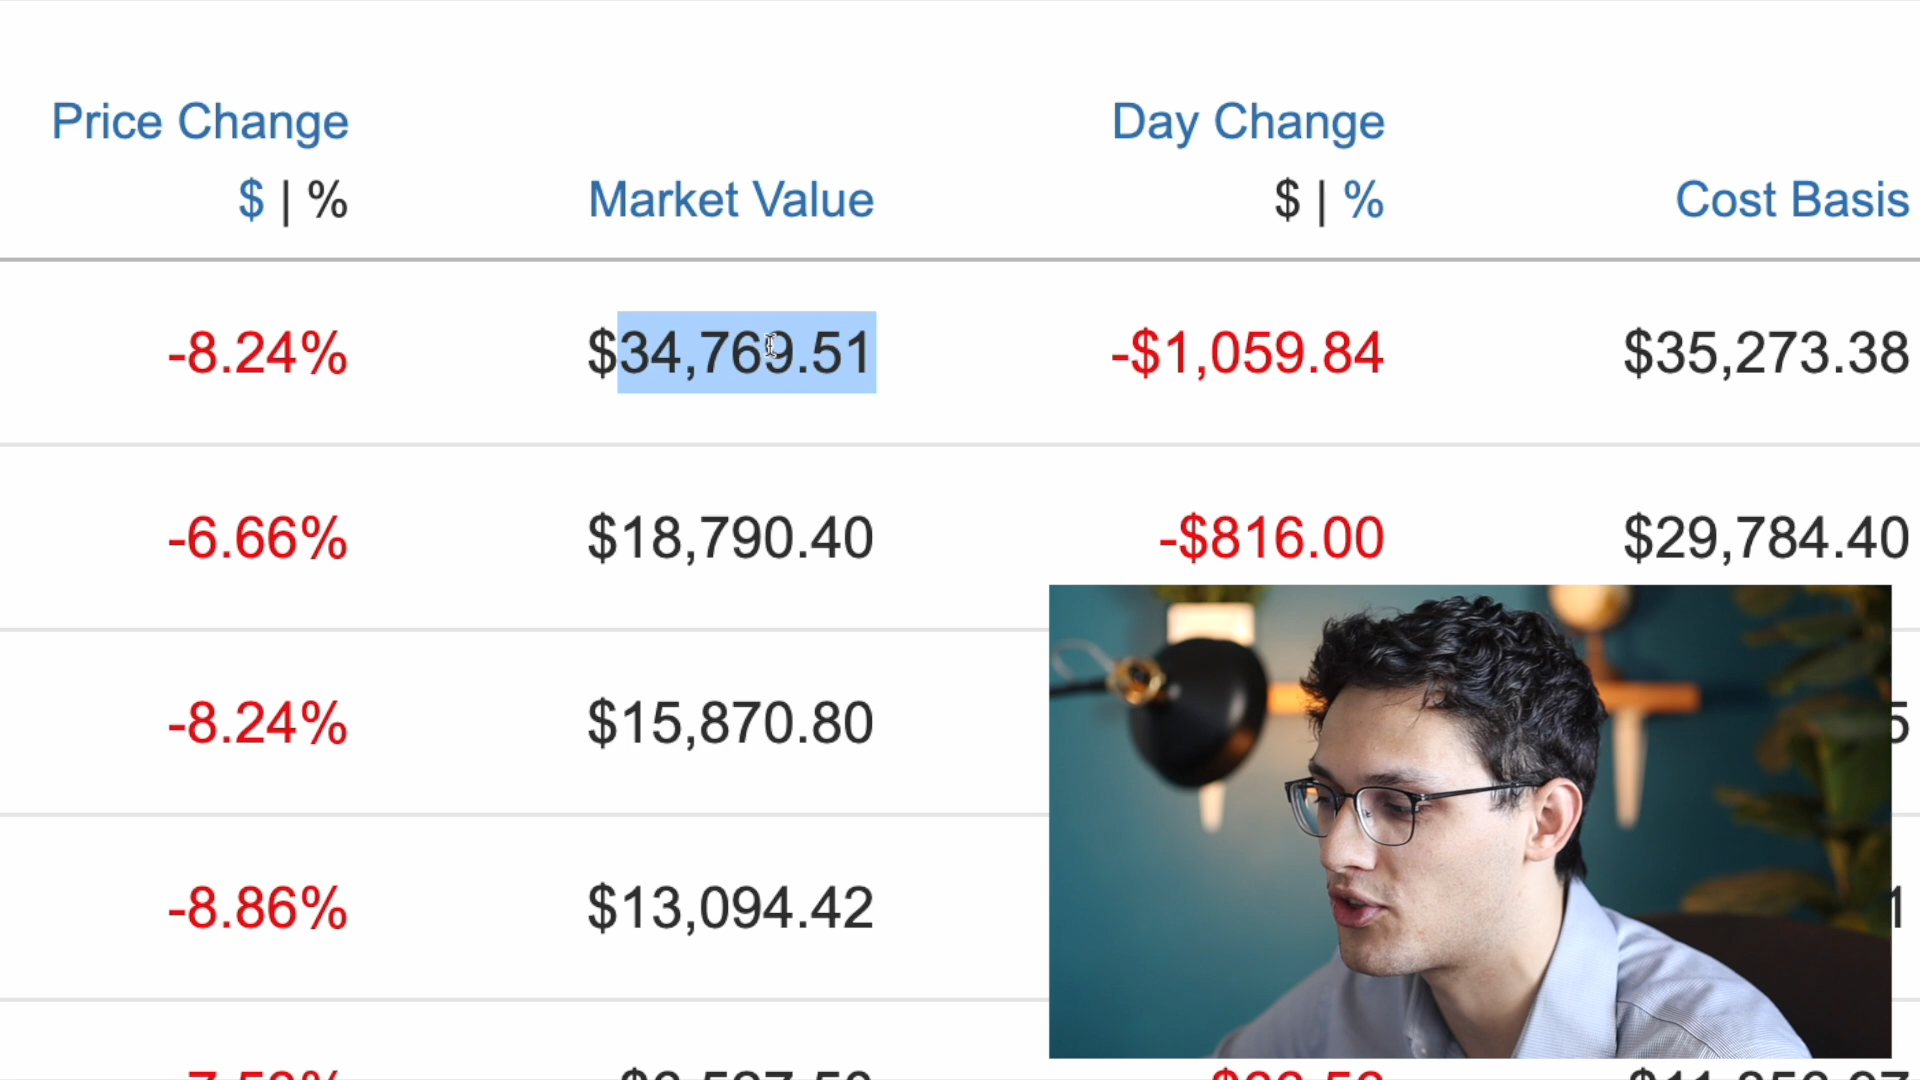 Price Change
$ | %
Market Value
Day Change
$ | %
Cost Basis
-8.24% $34,769.51 -$1,059.84 $35,273.38
-6.66% $18,790.40 -$816.00 $29,784.40
-8.24% $15,870.80
-8.86% $13,094.42